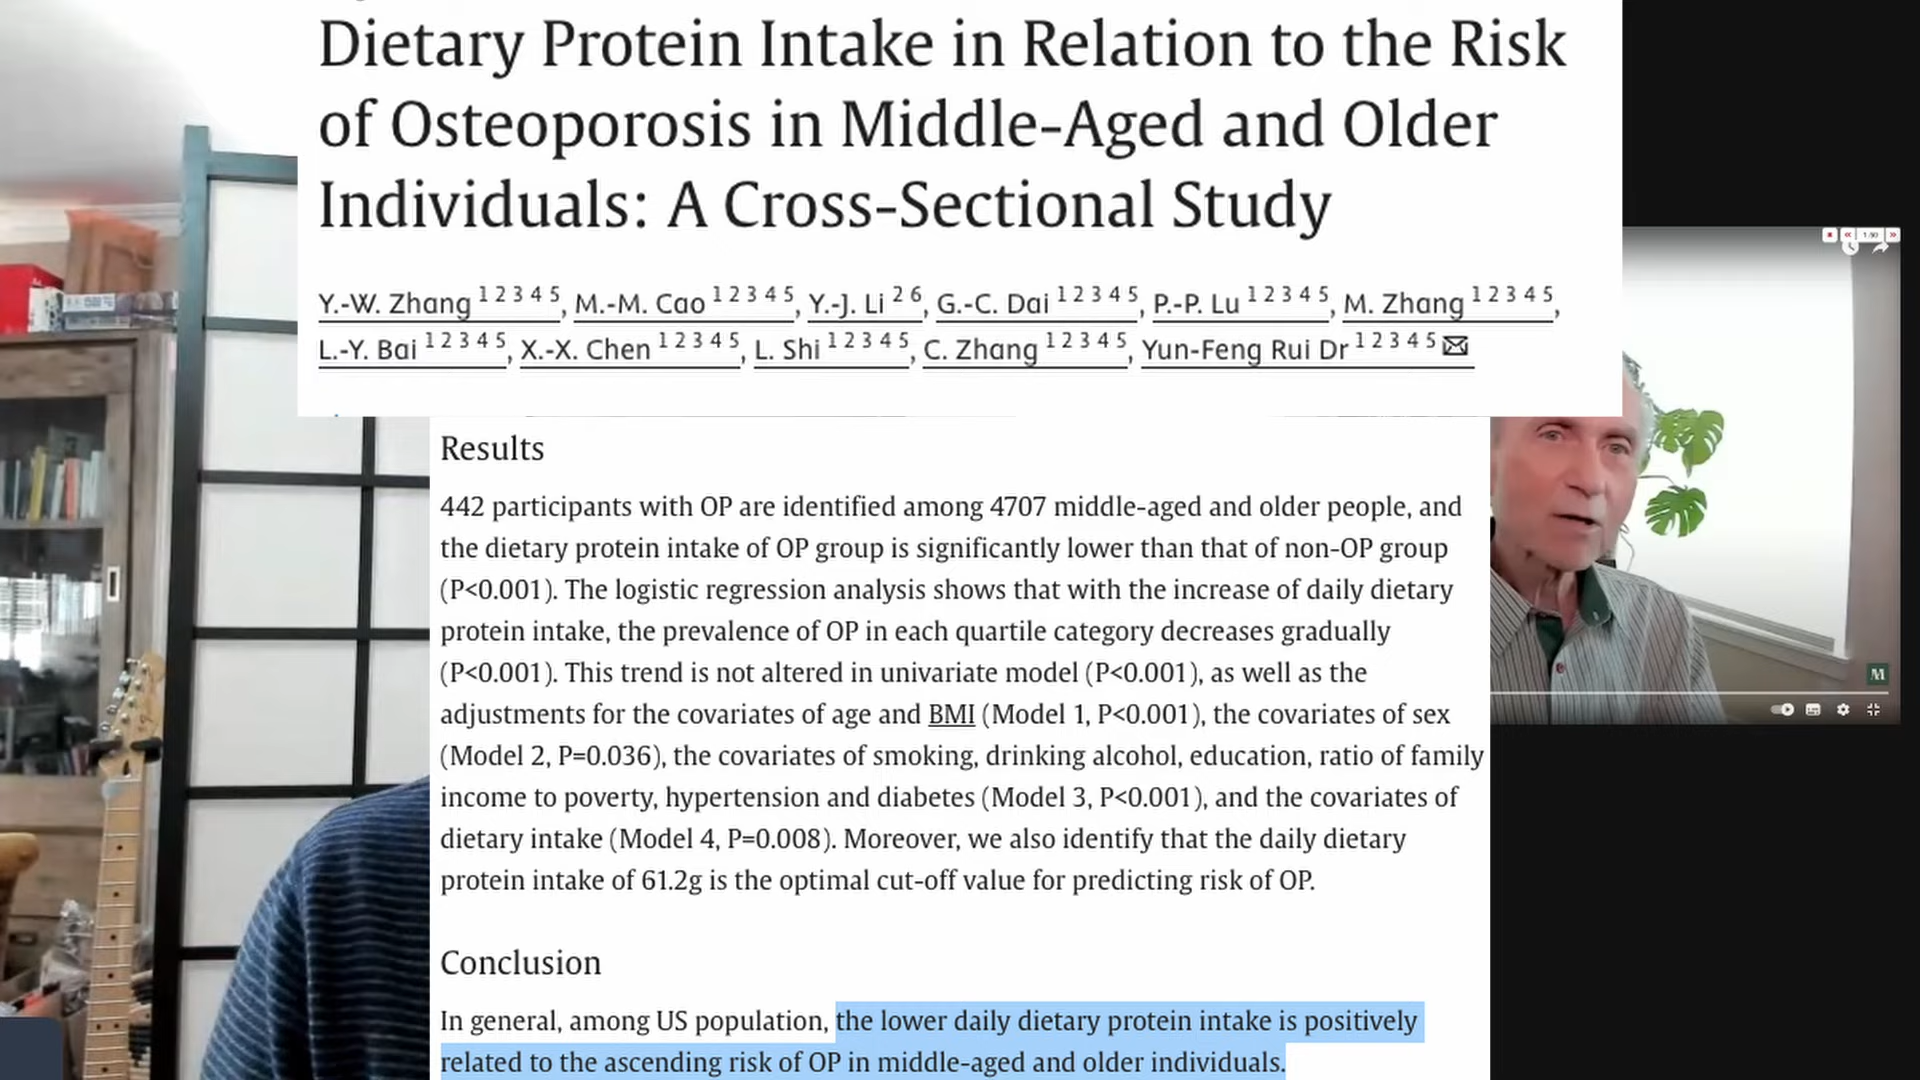 Dietary Protein Intake in Relation to the Risk
of Osteoporosis in Middle-Aged and Older
Individuals: A Cross-Sectional Study
Y.-W. Zhang 1 2 3 4 5, M.-M. Cao 1 2 3 4 5, Y.-J. Li 2 6, G.-C. Dai 1 2 3 4 5, P.-P. Lu 1 2 3 4 5, M. Zhang 1 2 3 4 5,
L.-Y. Bai 1 2 3 4 5, X.-X. Chen 1 2 3 4 5, L. Shi 1 2 3 4 5, C. Zhang 1 2 3 4 5, Yun-Feng Rui Dr 1 2 3 4 5
Results
442 participants with OP are identified among 4707 middle-aged and older people, and
the dietary protein intake of OP group is significantly lower than that of non-OP group
(P<0.001). The logistic regression analysis shows that with the increase of daily dietary
protein intake, the prevalence of OP in each quartile category decreases gradually
(P<0.001). This trend is not altered in univariate model (P<0.001), as well as the
adjustments for the covariates of age and BMI (Model 1, P<0.001), the covariates of sex
(Model 2, P=0.036), the covariates of smoking, drinking alcohol, education, ratio of family
income to poverty, hypertension and diabetes (Model 3, P<0.001), and the covariates of
dietary intake (Model 4, P=0.008). Moreover, we also identify that the daily dietary
protein intake of 61.2g is the optimal cut-off value for predicting risk of OP.
Conclusion
In general, among US population, the lower daily dietary protein intake is positively
related to the ascending risk of OP in middle-aged and older individuals.
M